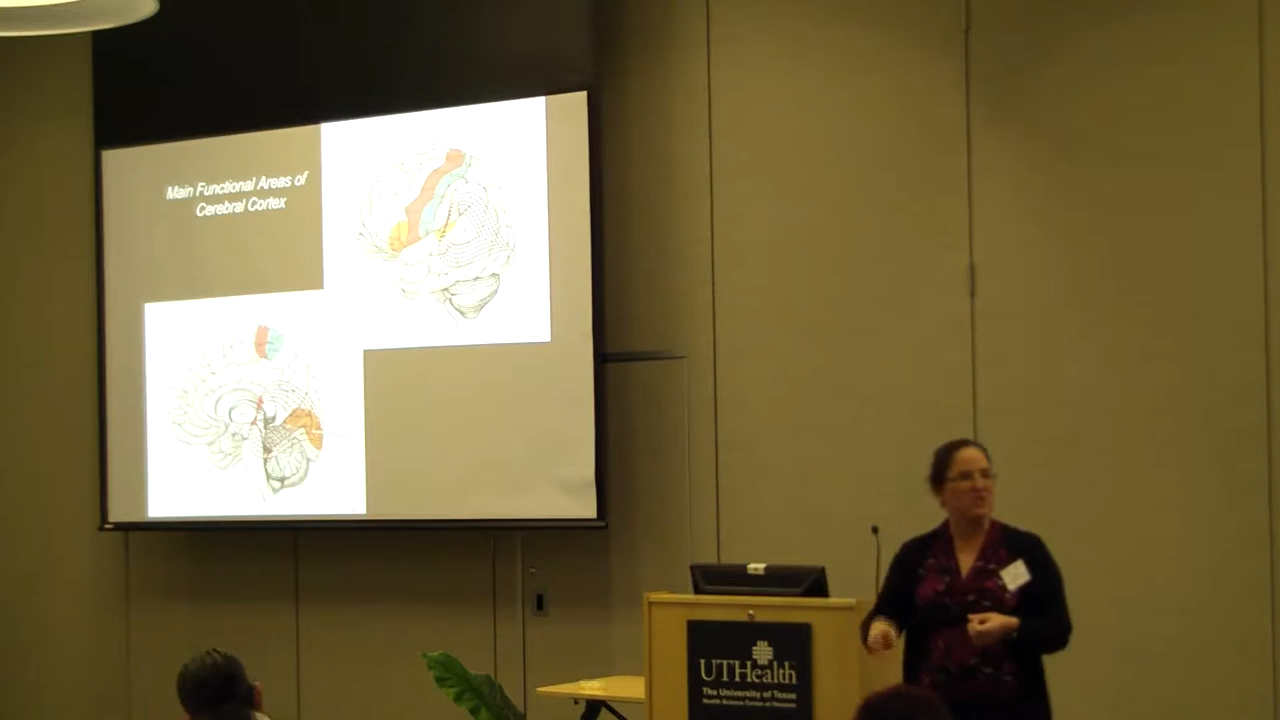 Main Functional Areas of
Cerebral Cortex
UTHealth
The University of Texas
Health Science Center at Houston